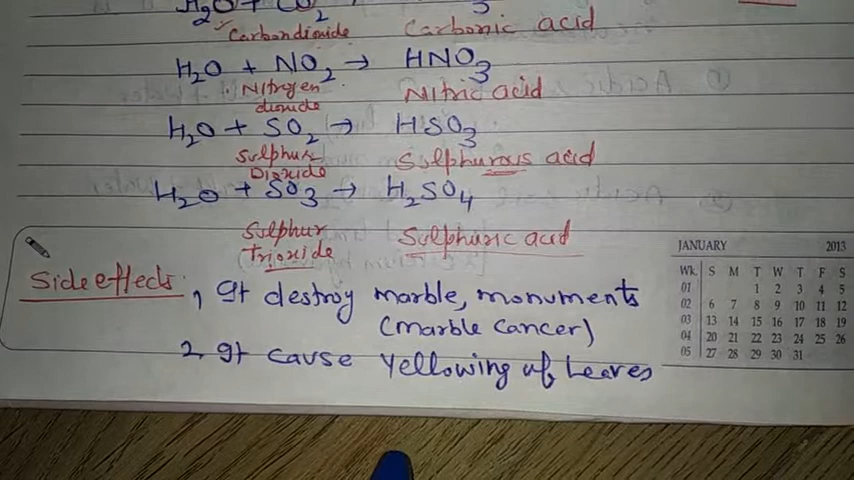 H2O + CO2 3
Carbondioxide Carbonic acid
H2O + NO2 → HNO3
Nitrogen dioxide Nitric acid
H2O + SO2 → HSO3
Sulphur Dioxide Sulphurous acid
H2O + SO3 → H2SO4
Sulphur Trioxide Sulphuric acid
Side effects
1, It destroy marble, monuments
(marble cancer)
2, It cause yellowing of Leaves
JANUARY 2013
Wk. S M T W T F S
01 1 2 3 4 5
02 6 7 8 9 10 11 12
03 13 14 15 16 17 18 19
04 20 21 22 23 24 25 26
05 27 28 29 30 31